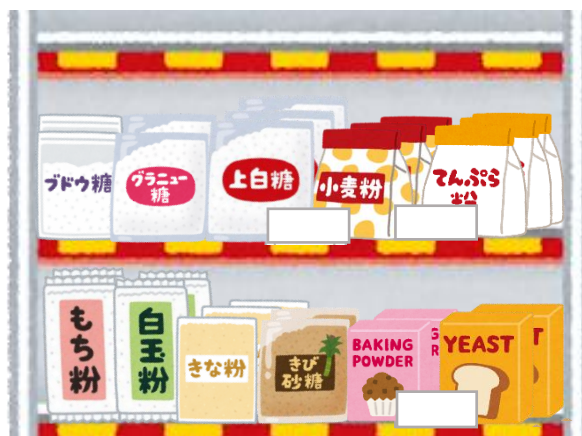 ブドウ糖
グラニュー
糖
上白糖
小麦粉
てんぷら
粉
もち粉
白玉粉
きな粉
きび
砂糖
BAKING
POWDER
YEAST